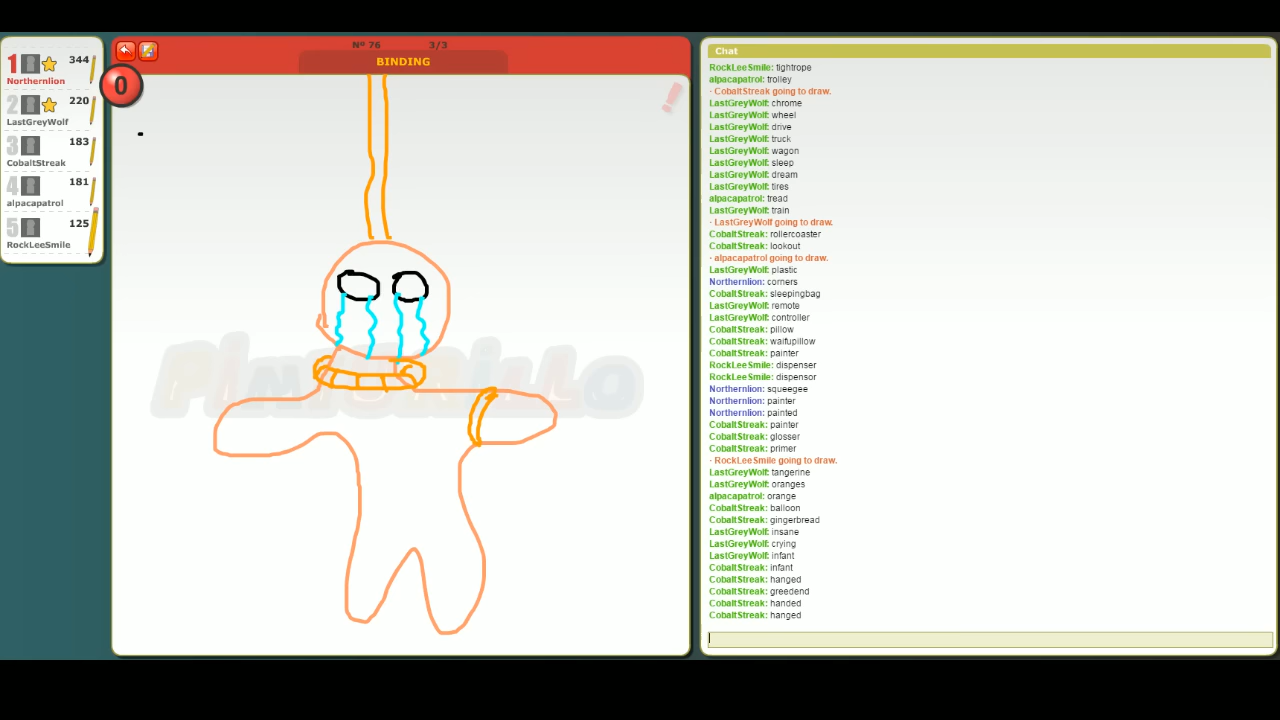 Nº 76 3/3
BINDING
0
1 344
Northernlion
2 220
LastGreyWolf
3 183
CobaltStreak
4 181
alpacapatrol
5 125
RockLeeSmile
Pinturillo
Chat
RockLeeSmile: tightrope
alpacapatrol: trolley
· CobaltStreak going to draw.
LastGreyWolf: chrome
LastGreyWolf: wheel
LastGreyWolf: drive
LastGreyWolf: truck
LastGreyWolf: wagon
LastGreyWolf: sleep
LastGreyWolf: dream
LastGreyWolf: tires
alpacapatrol: tread
LastGreyWolf: train
· LastGreyWolf going to draw.
CobaltStreak: rollercoaster
CobaltStreak: lookout
· alpacapatrol going to draw.
LastGreyWolf: plastic
Northernlion: corners
CobaltStreak: sleepingbag
LastGreyWolf: remote
LastGreyWolf: controller
CobaltStreak: pillow
CobaltStreak: waifupillow
CobaltStreak: painter
RockLeeSmile: dispenser
RockLeeSmile: dispensor
Northernlion: squeegee
Northernlion: painter
Northernlion: painted
CobaltStreak: painter
CobaltStreak: glosser
CobaltStreak: primer
· RockLeeSmile going to draw.
LastGreyWolf: tangerine
LastGreyWolf: oranges
alpacapatrol: orange
CobaltStreak: balloon
CobaltStreak: gingerbread
LastGreyWolf: insane
LastGreyWolf: crying
LastGreyWolf: infant
CobaltStreak: infant
CobaltStreak: hanged
CobaltStreak: greedend
CobaltStreak: handed
CobaltStreak: hanged